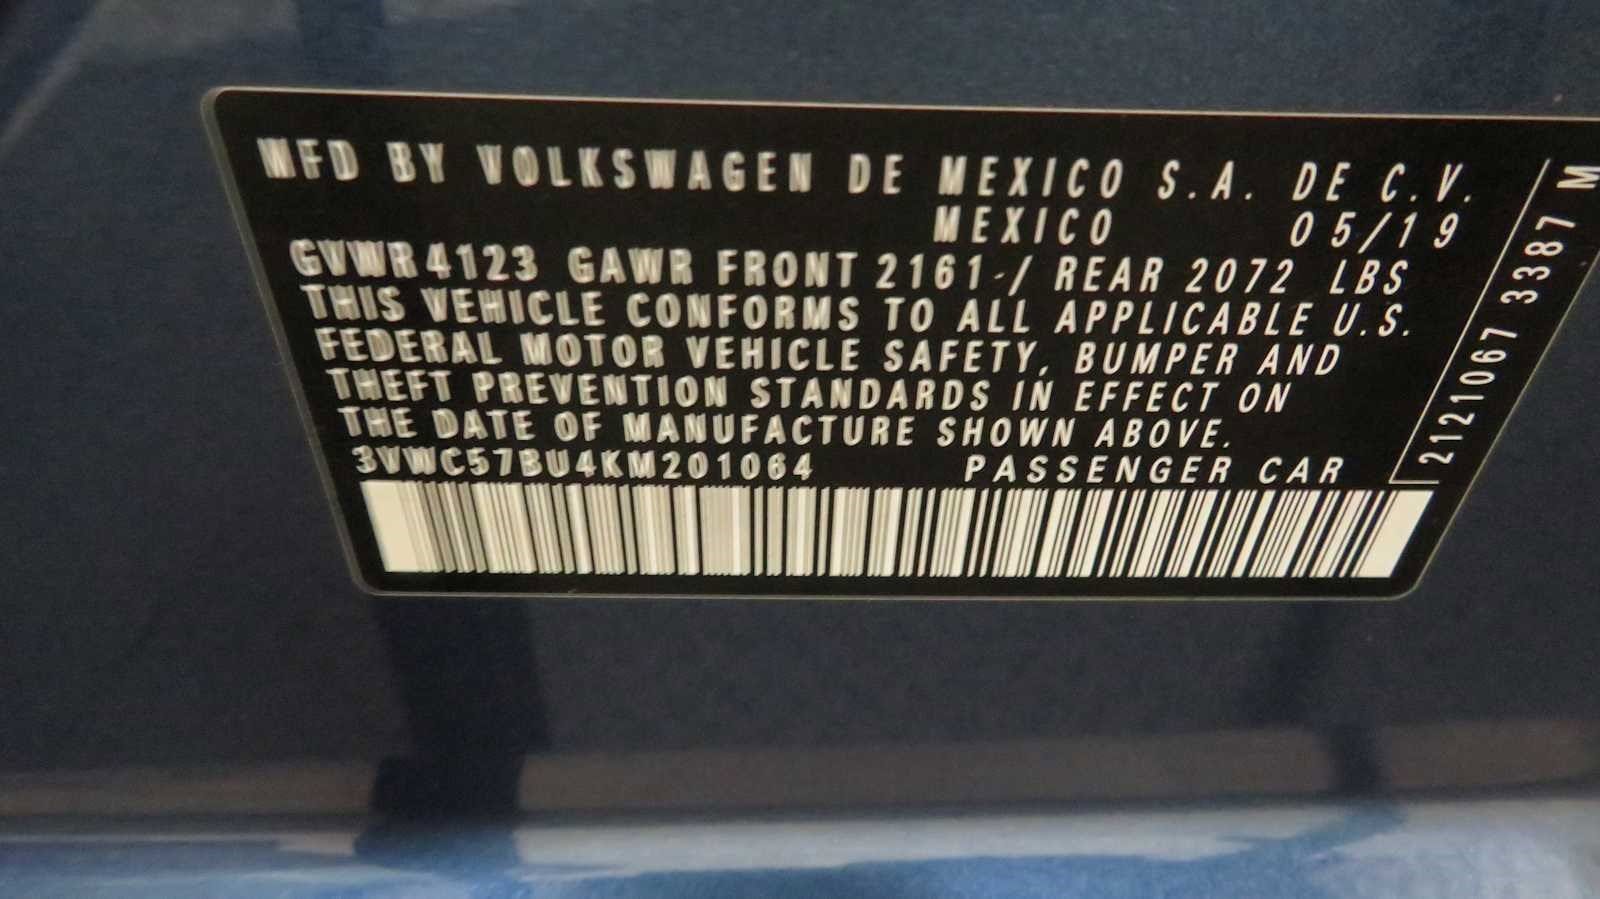 MFD BY VOLKSWAGEN DE MEXICO S.A. DE C.V.
MEXICO 05/19
GVWR 4123 GAWR FRONT 2161-/ REAR 2072 LBS
THIS VEHICLE CONFORMS TO ALL APPLICABLE U.S.
FEDERAL MOTOR VEHICLE SAFETY, BUMPER AND
THEFT PREVENTION STANDARDS IN EFFECT ON
THE DATE OF MANUFACTURE SHOWN ABOVE.
3VWC57BU4KM201064 PASSENGER CAR
2121067 3387 M